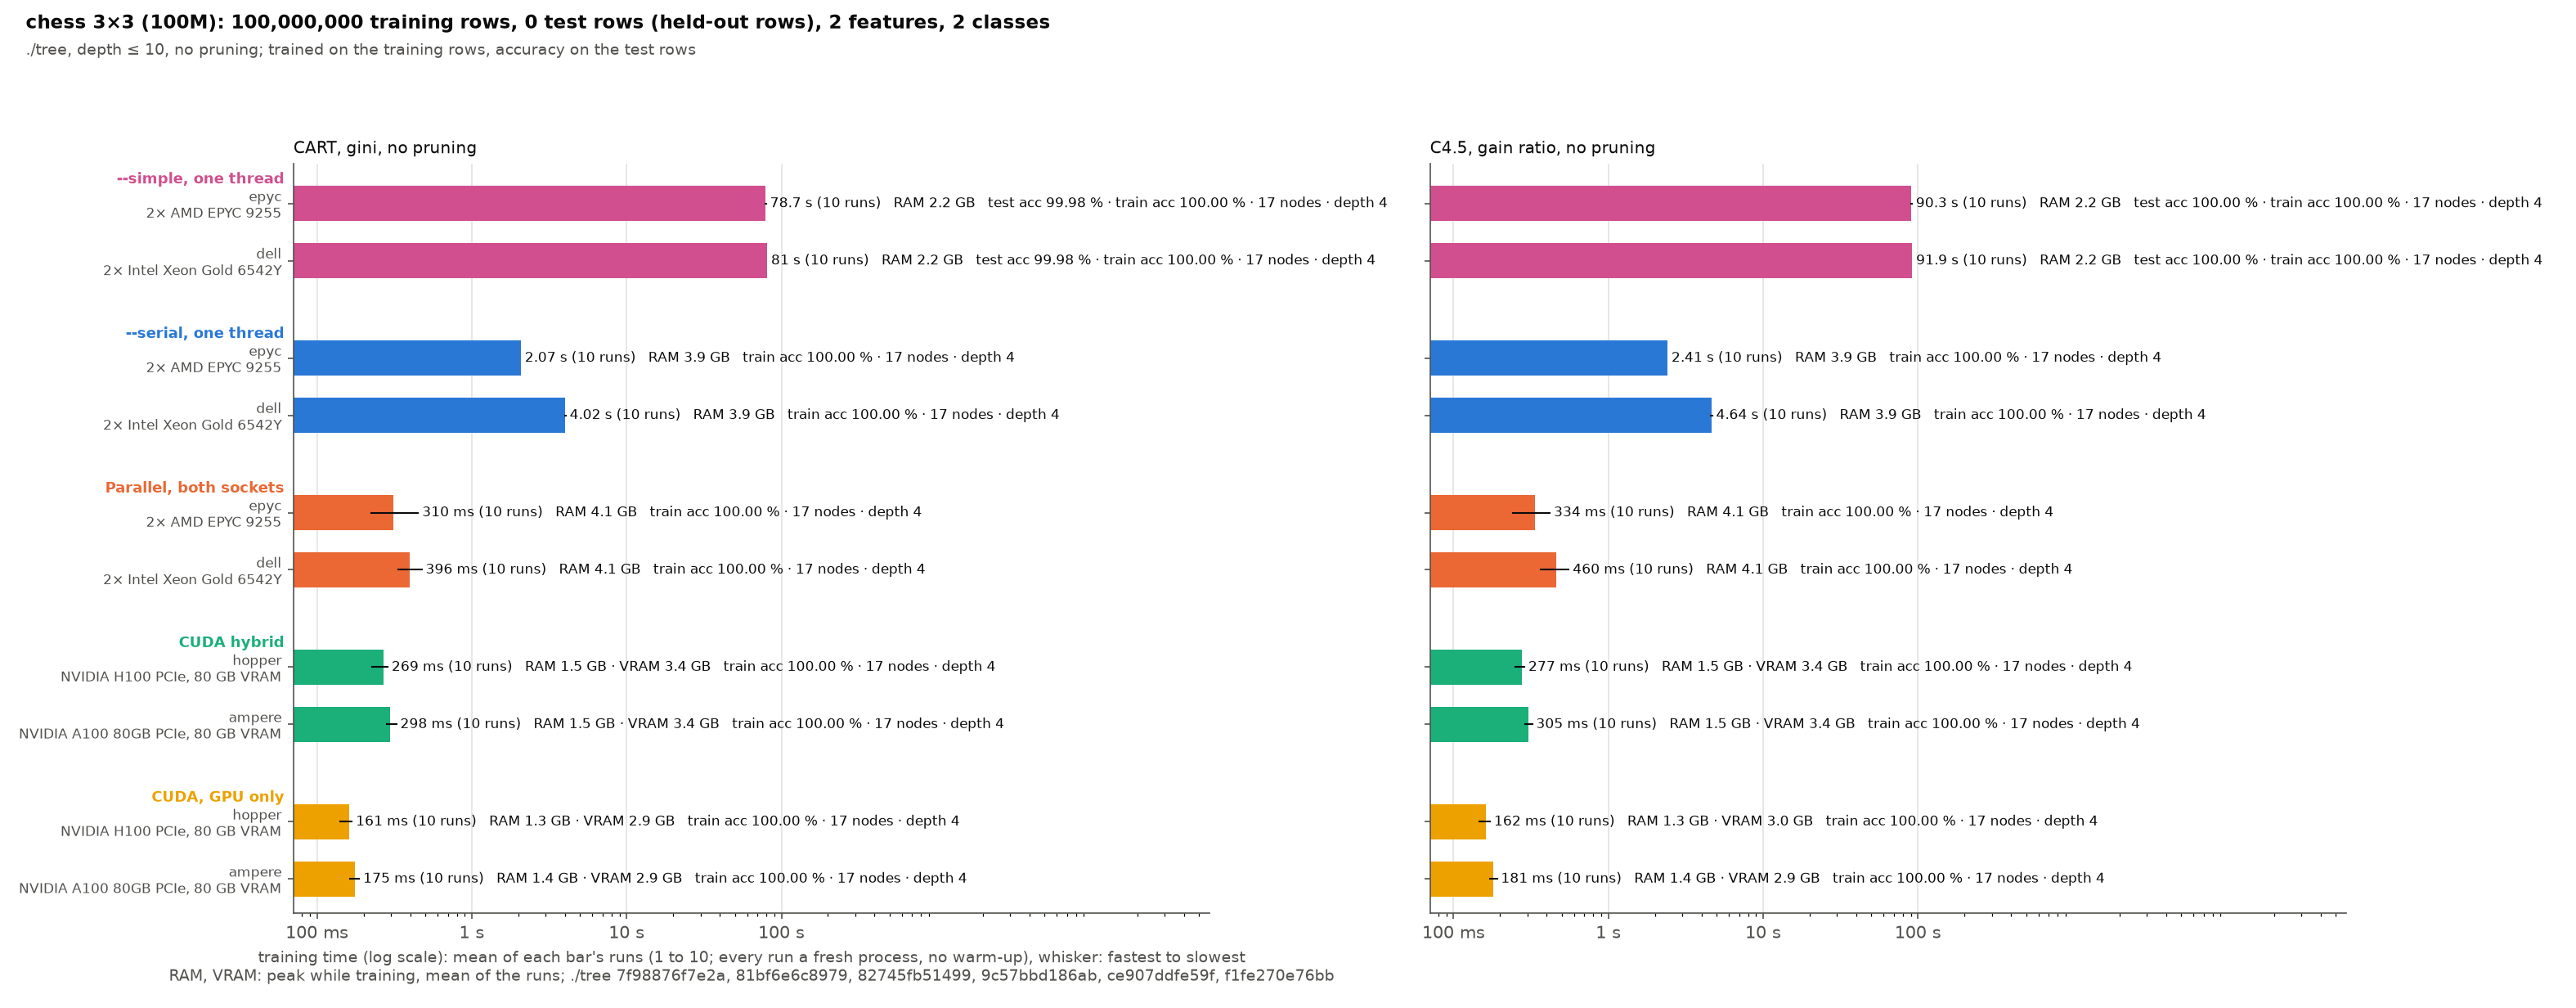 chess 3×3 (100M): 100,000,000 training rows, 0 test rows (held-out rows), 2 features, 2 classes
./tree, depth ≤ 10, no pruning; trained on the training rows, accuracy on the test rows
CART, gini, no pruning
--simple, one thread
epyc
2× AMD EPYC 9255
78.7 s (10 runs) RAM 2.2 GB test acc 99.98 % · train acc 100.00 % · 17 nodes · depth 4
dell
2× Intel Xeon Gold 6542Y
81 s (10 runs) RAM 2.2 GB test acc 99.98 % · train acc 100.00 % · 17 nodes · depth 4
--serial, one thread
epyc
2× AMD EPYC 9255
2.07 s (10 runs) RAM 3.9 GB train acc 100.00 % · 17 nodes · depth 4
dell
2× Intel Xeon Gold 6542Y
4.02 s (10 runs) RAM 3.9 GB train acc 100.00 % · 17 nodes · depth 4
Parallel, both sockets
epyc
2× AMD EPYC 9255
310 ms (10 runs) RAM 4.1 GB train acc 100.00 % · 17 nodes · depth 4
dell
2× Intel Xeon Gold 6542Y
396 ms (10 runs) RAM 4.1 GB train acc 100.00 % · 17 nodes · depth 4
CUDA hybrid
hopper
NVIDIA H100 PCIe, 80 GB VRAM
269 ms (10 runs) RAM 1.5 GB · VRAM 3.4 GB train acc 100.00 % · 17 nodes · depth 4
ampere
NVIDIA A100 80GB PCIe, 80 GB VRAM
298 ms (10 runs) RAM 1.5 GB · VRAM 3.4 GB train acc 100.00 % · 17 nodes · depth 4
CUDA, GPU only
hopper
NVIDIA H100 PCIe, 80 GB VRAM
161 ms (10 runs) RAM 1.3 GB · VRAM 2.9 GB train acc 100.00 % · 17 nodes · depth 4
ampere
NVIDIA A100 80GB PCIe, 80 GB VRAM
175 ms (10 runs) RAM 1.4 GB · VRAM 2.9 GB train acc 100.00 % · 17 nodes · depth 4
100 ms 1 s 10 s 100 s
C4.5, gain ratio, no pruning
90.3 s (10 runs) RAM 2.2 GB test acc 100.00 % · train acc 100.00 % · 17 nodes · depth 4
91.9 s (10 runs) RAM 2.2 GB test acc 100.00 % · train acc 100.00 % · 17 nodes · depth 4
2.41 s (10 runs) RAM 3.9 GB train acc 100.00 % · 17 nodes · depth 4
4.64 s (10 runs) RAM 3.9 GB train acc 100.00 % · 17 nodes · depth 4
334 ms (10 runs) RAM 4.1 GB train acc 100.00 % · 17 nodes · depth 4
460 ms (10 runs) RAM 4.1 GB train acc 100.00 % · 17 nodes · depth 4
277 ms (10 runs) RAM 1.5 GB · VRAM 3.4 GB train acc 100.00 % · 17 nodes · depth 4
305 ms (10 runs) RAM 1.5 GB · VRAM 3.4 GB train acc 100.00 % · 17 nodes · depth 4
162 ms (10 runs) RAM 1.3 GB · VRAM 3.0 GB train acc 100.00 % · 17 nodes · depth 4
181 ms (10 runs) RAM 1.4 GB · VRAM 2.9 GB train acc 100.00 % · 17 nodes · depth 4
100 ms 1 s 10 s 100 s
training time (log scale): mean of each bar's runs (1 to 10; every run a fresh process, no warm-up), whisker: fastest to slowest
RAM, VRAM: peak while training, mean of the runs; ./tree 7f98876f7e2a, 81bf6e6c8979, 82745fb51499, 9c57bbd186ab, ce907ddfe59f, f1fe270e76bb